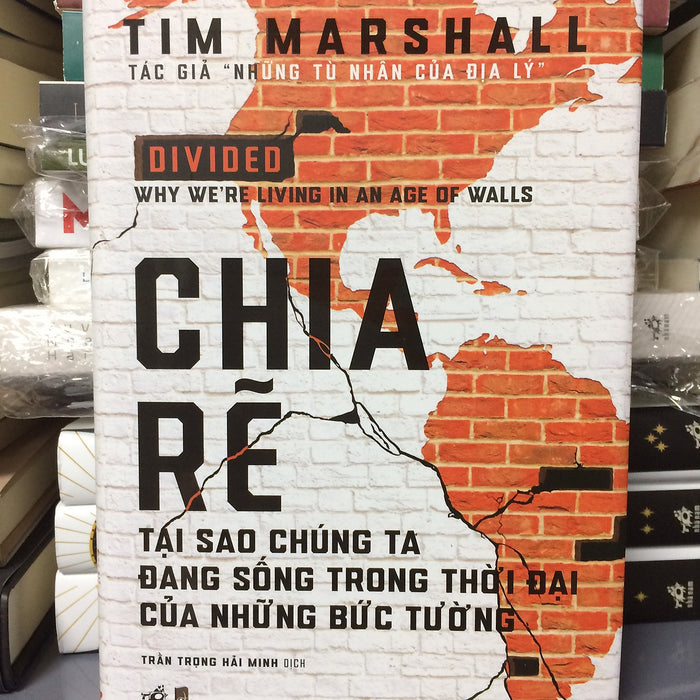 TIM MARSHALL
TÁC GIẢ "NHỮNG TÙ NHÂN CỦA ĐỊA LÝ"
DIVIDED
WHY WE'RE LIVING IN AN AGE OF WALLS
CHIA
RẼ
TẠI SAO CHÚNG TA
ĐANG SỐNG TRONG THỜI ĐẠI
CỦA NHỮNG BỨC TƯỜNG
TRẦN TRỌNG HẢI MINH DỊCH
LU
M